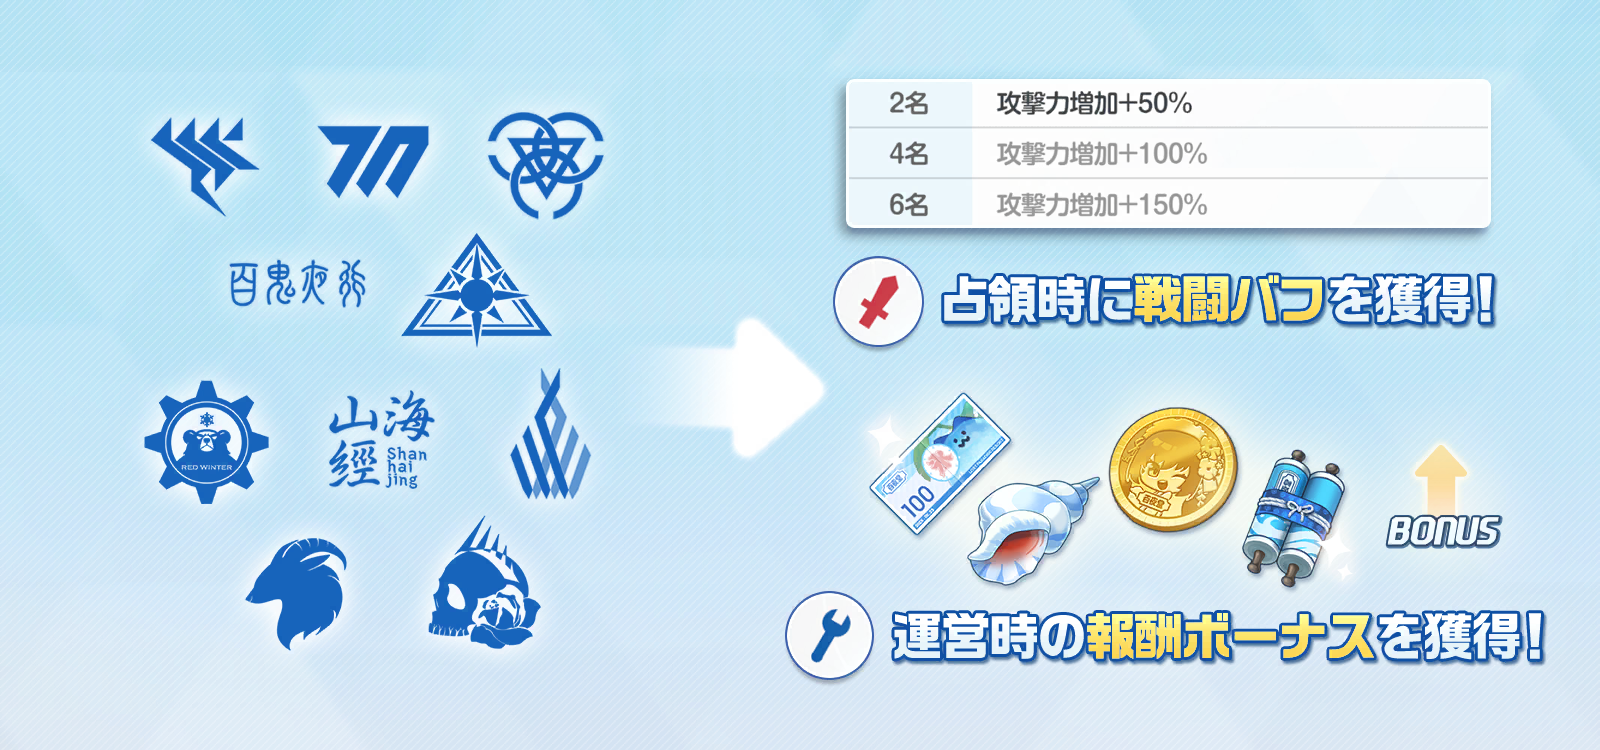 百鬼夜行
RED WINTER
山海
經
Shan
hai
jing
2名 攻撃力増加+50%
4名 攻撃力増加+100%
6名 攻撃力増加+150%
占領時に戦闘バフを獲得!
100
BONUS
運営時の報酬ボーナスを獲得!